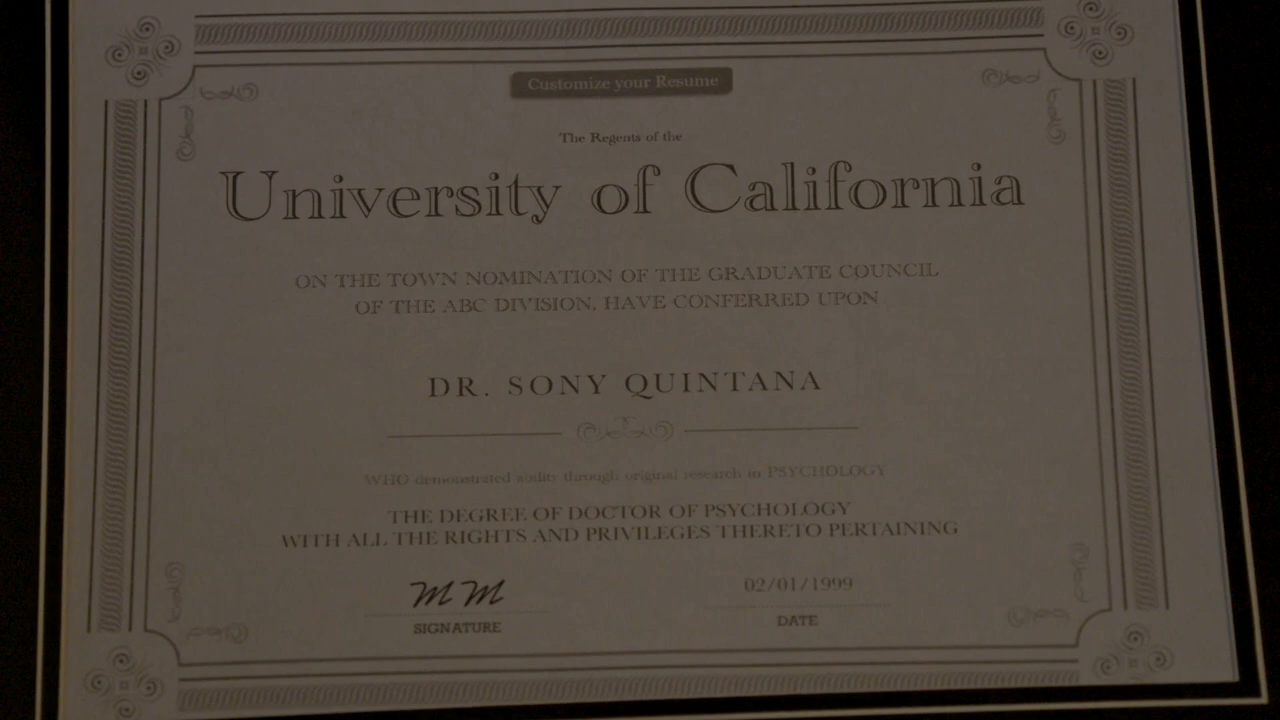 Customize your Resume
The Regents of the
University of California
ON THE TOWN NOMINATION OF THE GRADUATE COUNCIL
OF THE ABC DIVISION, HAVE CONFERRED UPON
DR. SONY QUINTANA
WHO demonstrated ability through original research in PSYCHOLOGY
THE DEGREE OF DOCTOR OF PSYCHOLOGY
WITH ALL THE RIGHTS AND PRIVILEGES THERETO PERTAINING
MM 02/01/1999
SIGNATURE DATE